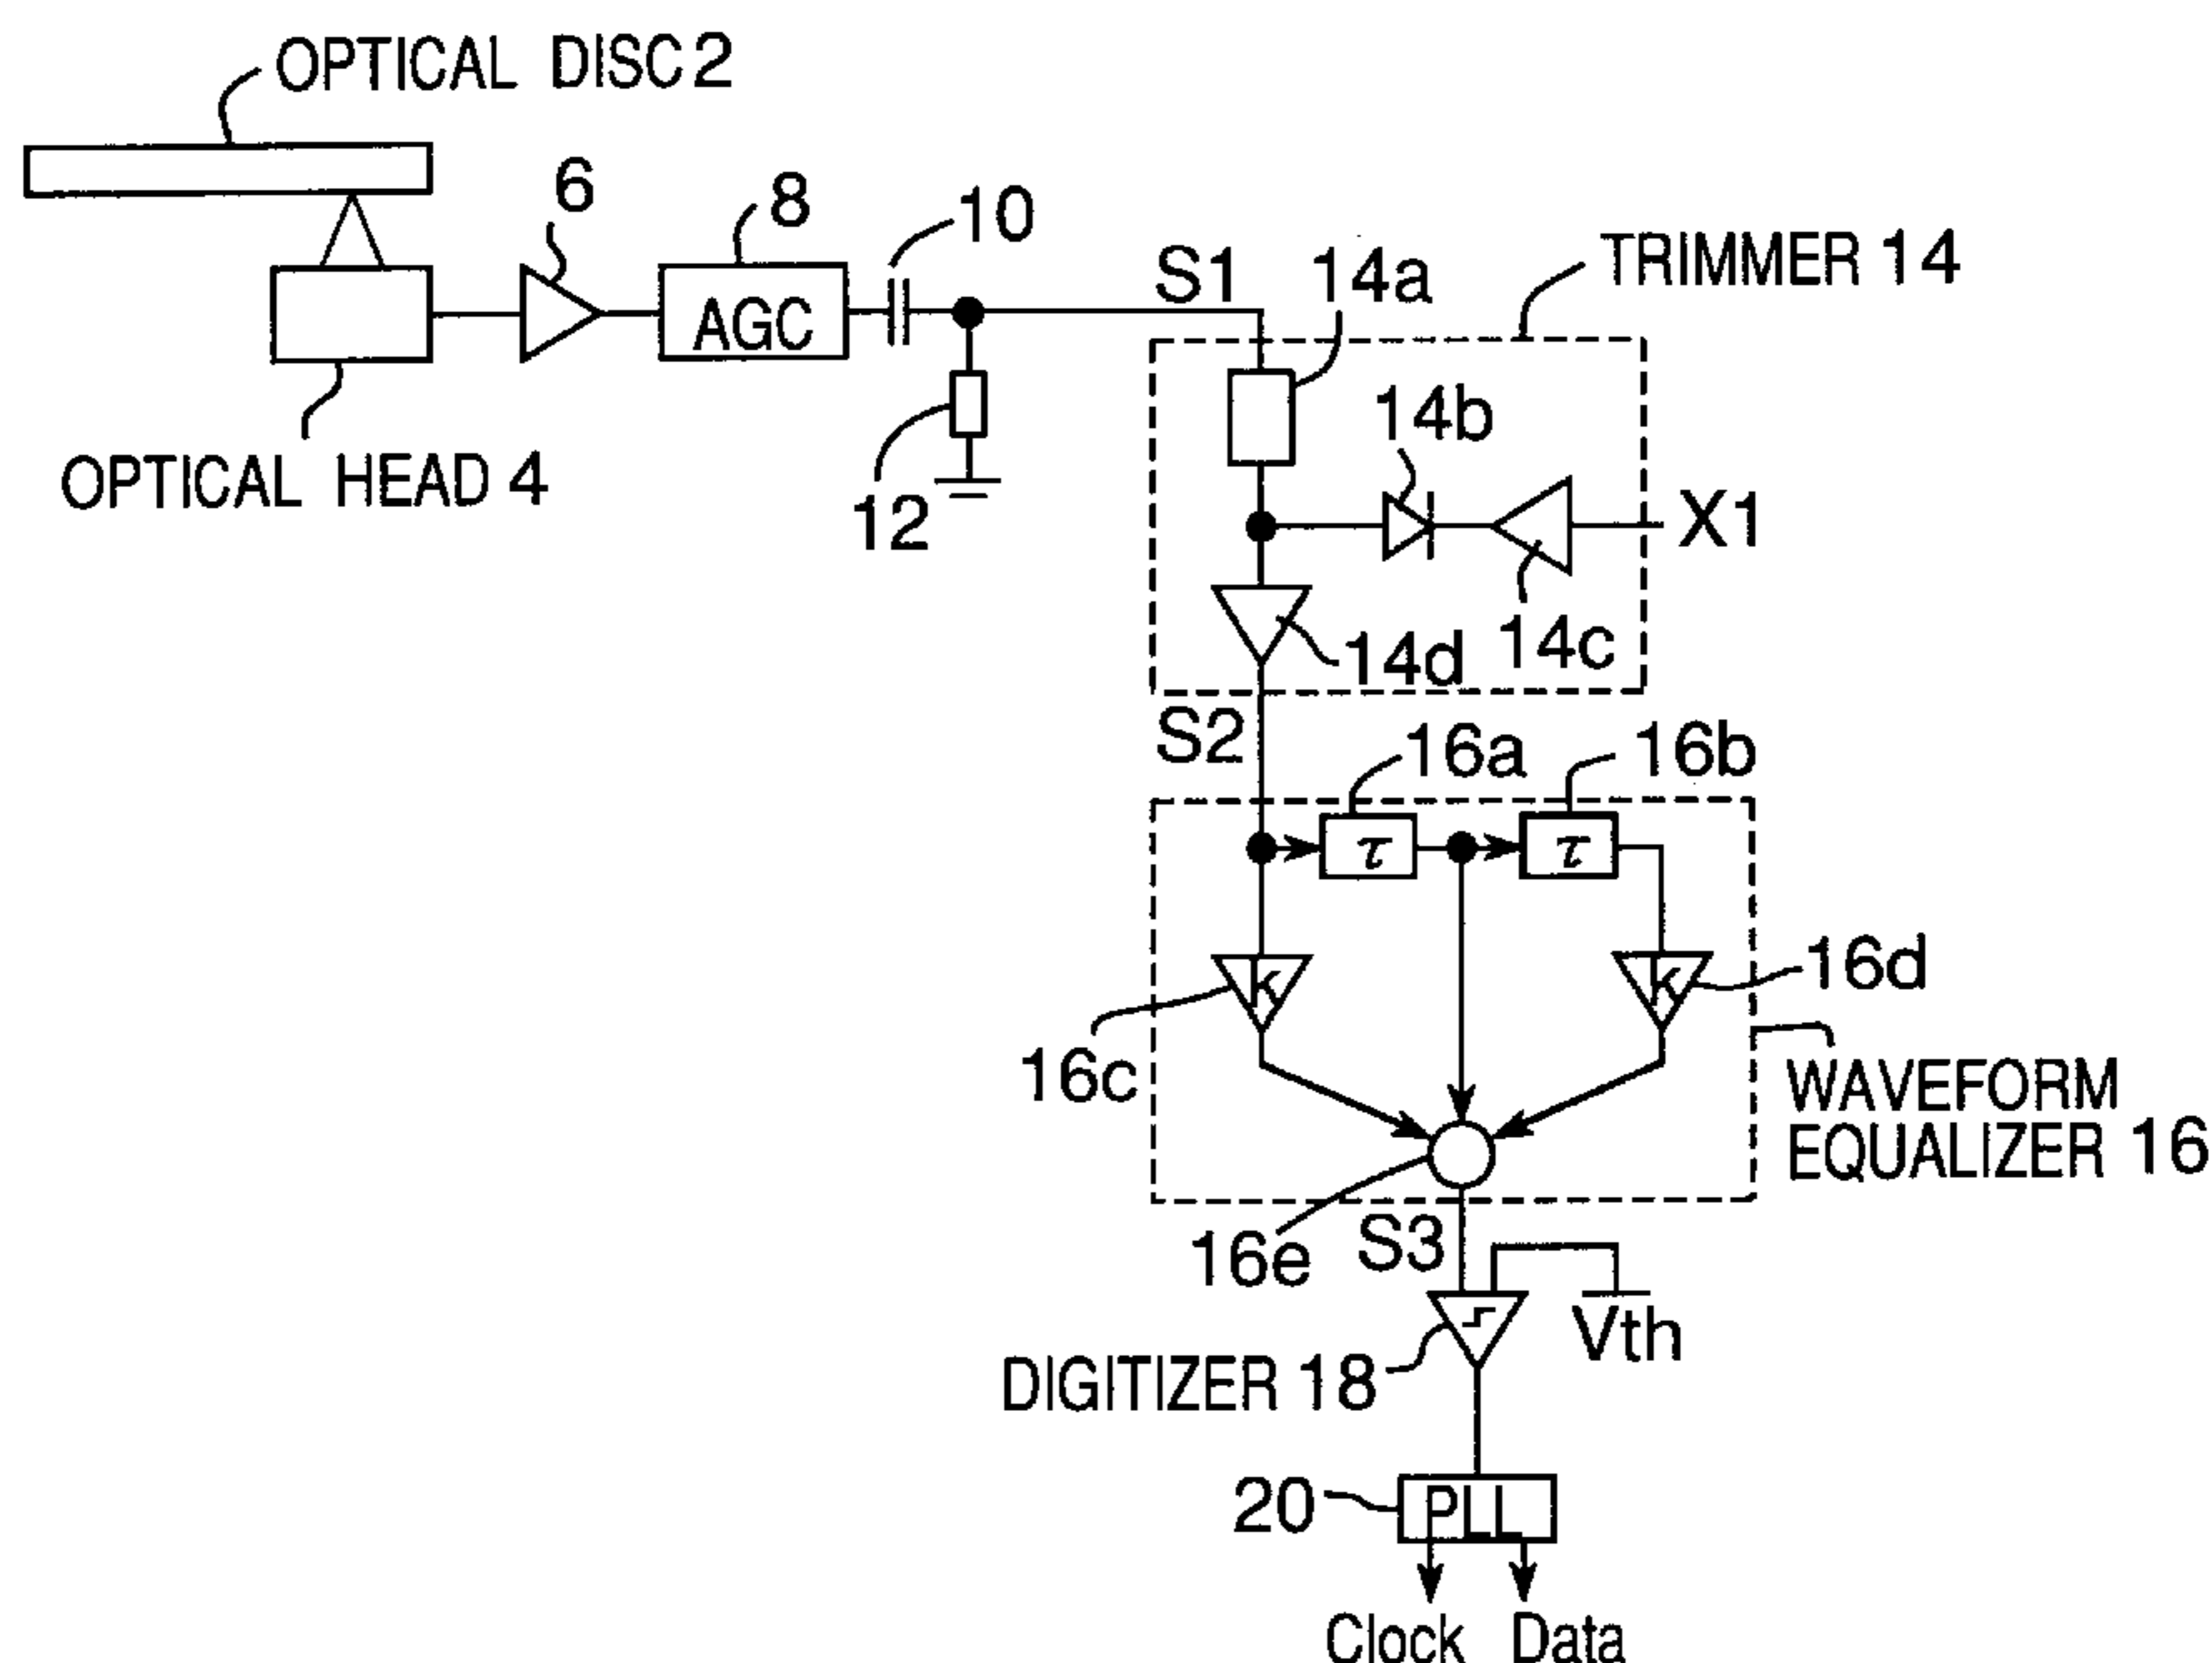 OPTICAL DISC 2
6
8
10
AGC
S1
14a
TRIMMER 14
14b
X1
OPTICAL HEAD 4
12
14c
14d
S2
16a
16b
τ
τ
K
K
16d
16c
WAVEFORM
EQUALIZER 16
16e
S3
Vth
DIGITIZER 18
20
PLL
Clock
Data